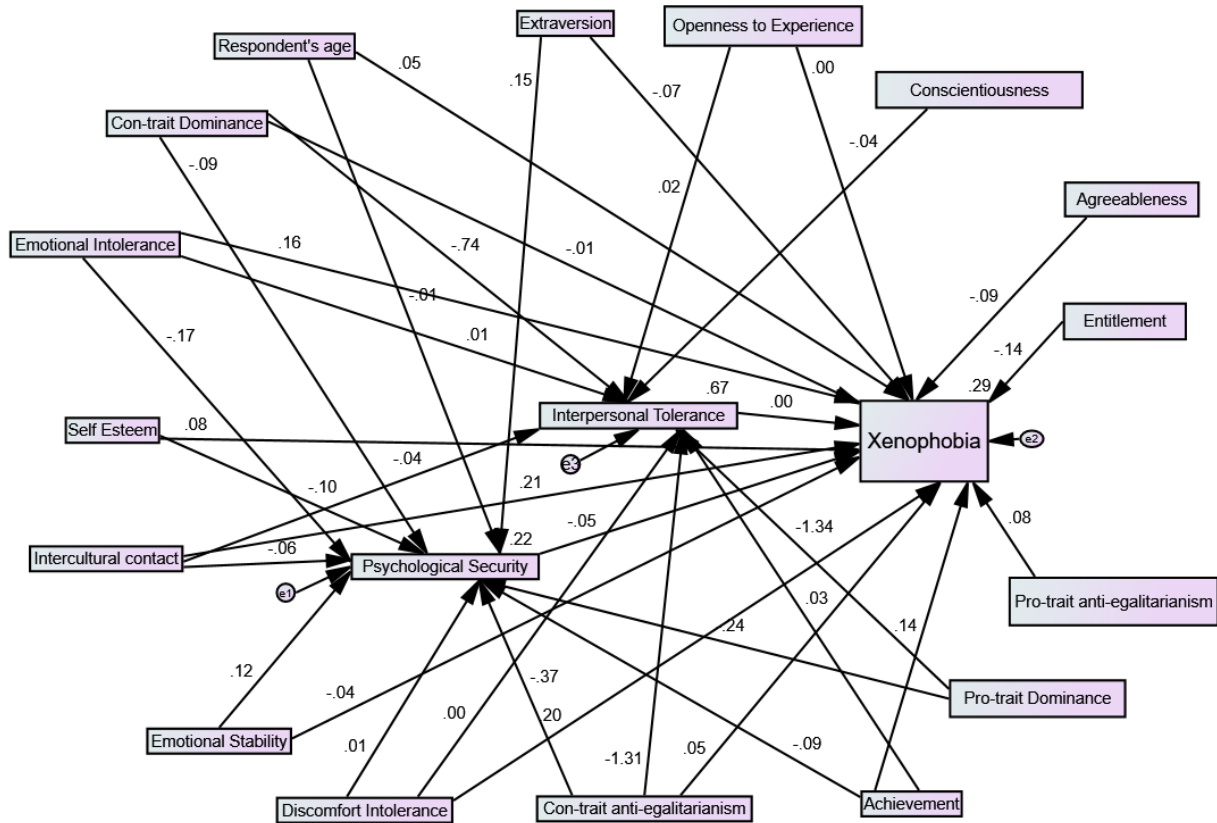 Extraversion
Openness to Experience
Respondent's age
.05
.15
-.07
.00
Conscientiousness
Con-trait Dominance
-.09
-.04
.02
Agreeableness
Emotional Intolerance
.16
-.74
-.01
-.01
-.09
Entitlement
-.17
.01
-.14
.67
.29
Interpersonal Tolerance
.00
Self Esteem
.08
Xenophobia
e2
-.04
e3
-.10
.21
-.05
-1.34
.08
Intercultural contact
-.06
.22
Psychological Security
e1
Pro-trait anti-egalitarianism
.03
.24
.14
.12
-.37
-.04
Pro-trait Dominance
.00
.20
Emotional Stability
.01
-1.31
.05
-.09
Discomfort Intolerance
Con-trait anti-egalitarianism
Achievement